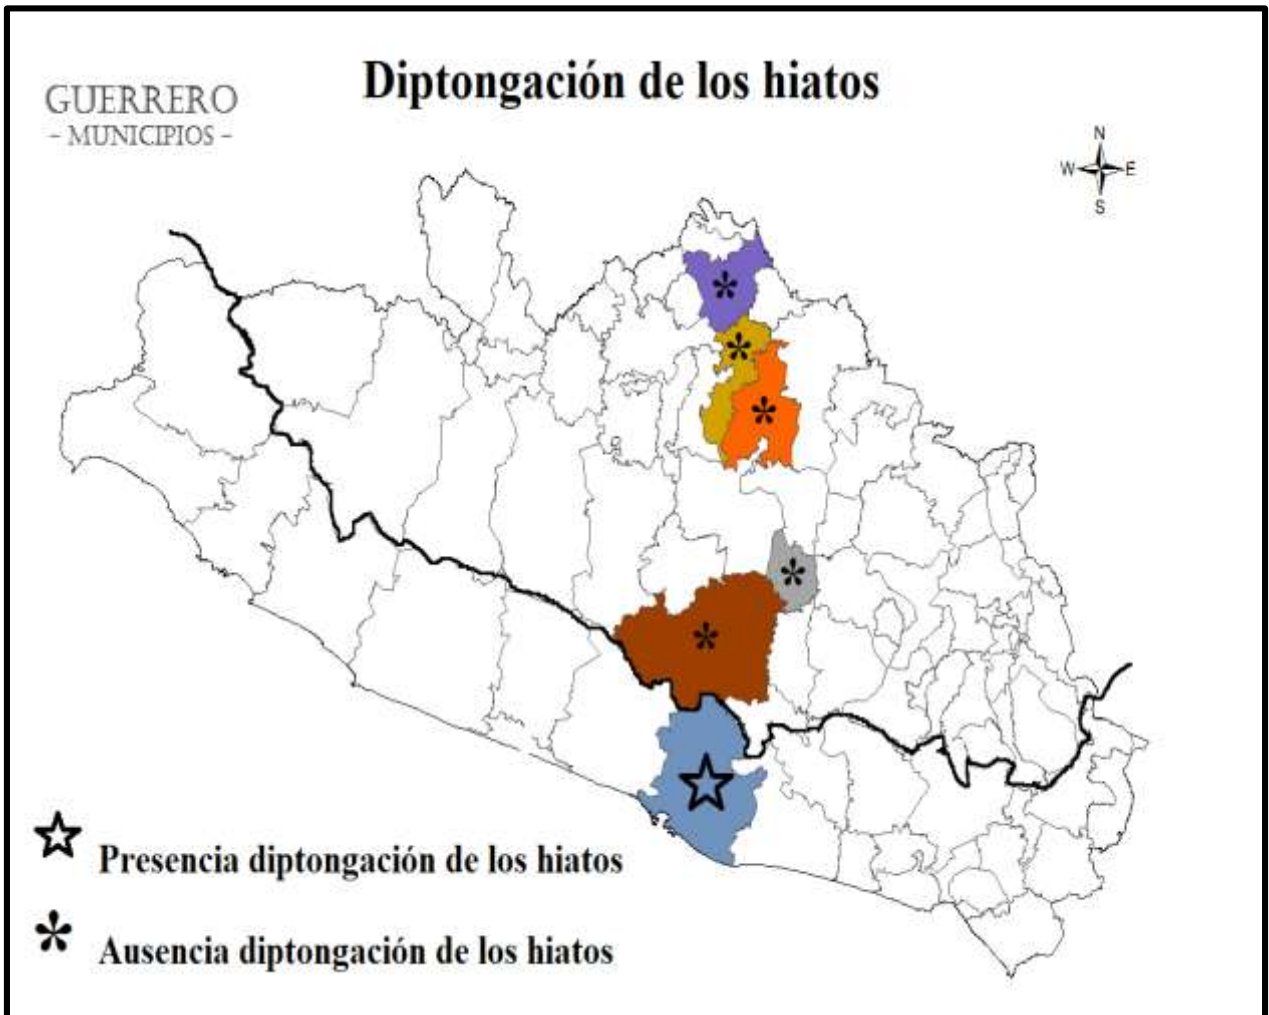 Diptongación de los hiatos
GUERRERO
- MUNICIPIOS -
N
W
E
S
Presencia diptongación de los hiatos
Ausencia diptongación de los hiatos